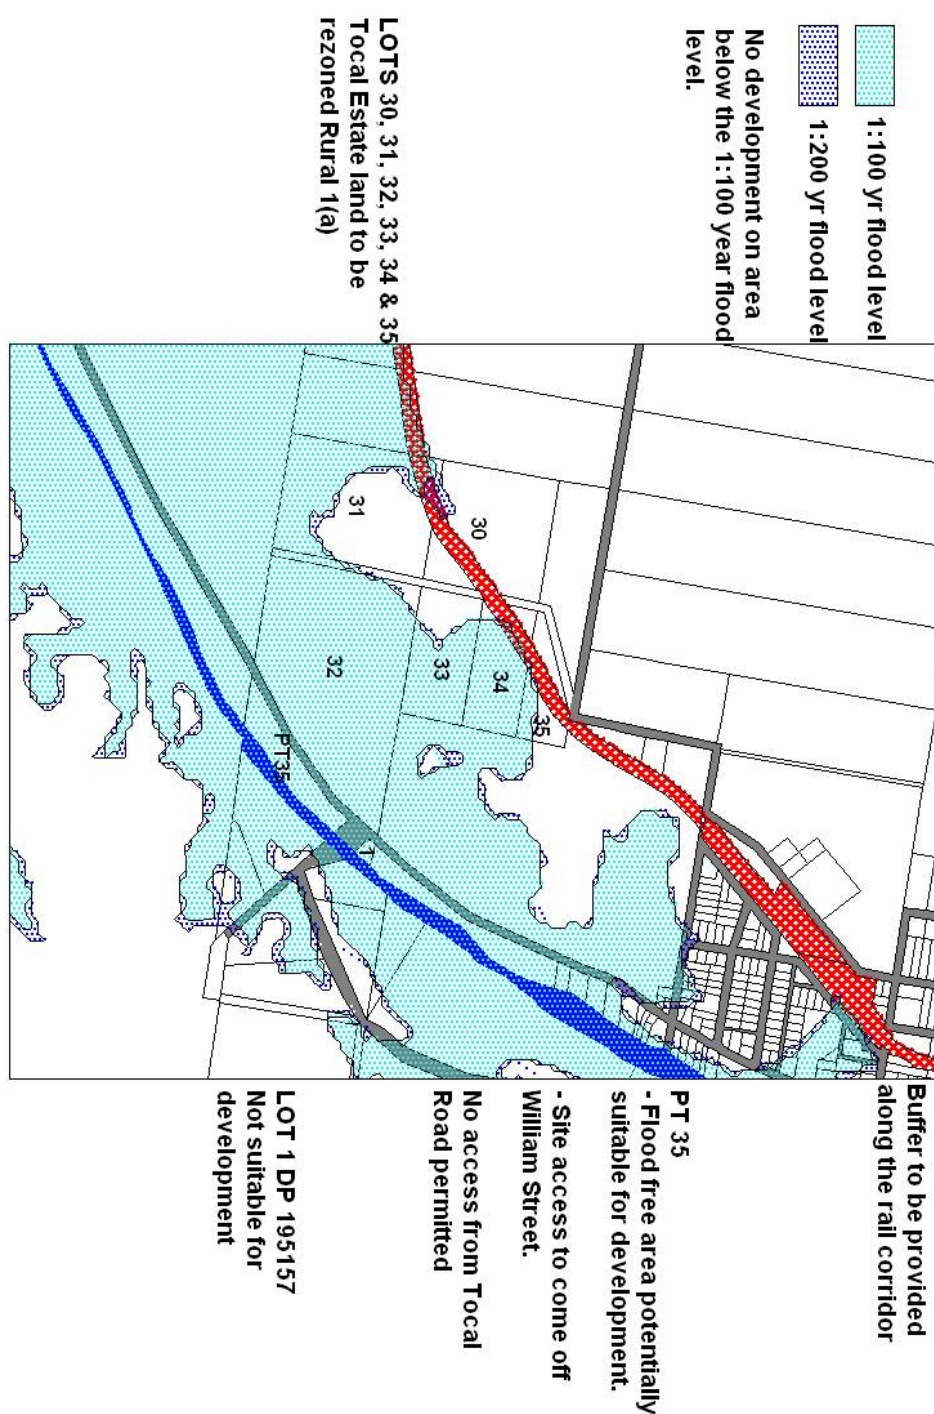 1:100 yr flood level
1:200 yr flood level
No development on area
below the 1:100 year flood
level.
LOTS 30, 31, 32, 33, 34 & 35
Tocal Estate land to be
rezoned Rural 1(a)
30
31
32
33
34
35
PT35
1
Buffer to be provided
along the rail corridor
PT 35
- Flood free area potentially
suitable for development.
- Site access to come off
William Street.
No access from Tocal
Road permitted
LOT 1 DP 195157
Not suitable for
development